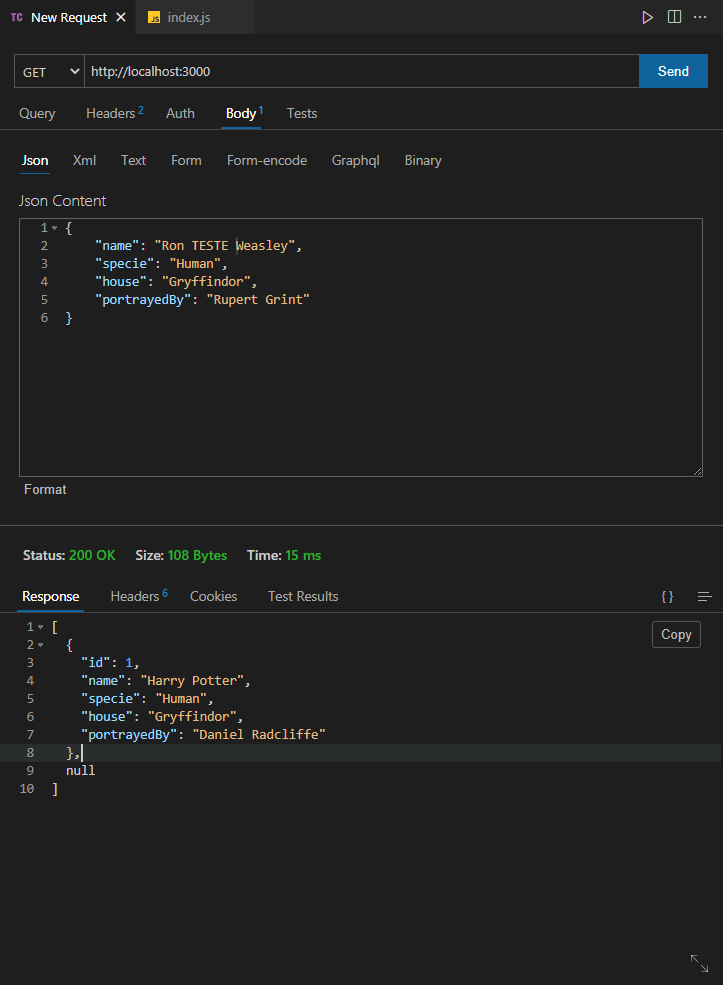 TC New Request × JS index.js ···
GET http://localhost:3000 Send
Query Headers 2 Auth Body 1 Tests
Json Xml Text Form Form-encode Graphql Binary
Json Content
1 {
2 "name": "Ron TESTE Weasley",
3 "specie": "Human",
4 "house": "Gryffindor",
5 "portrayedBy": "Rupert Grint"
6 }
Format
Status: 200 OK Size: 108 Bytes Time: 15 ms
Response Headers 6 Cookies Test Results { }
Copy
1 [
2 {
3 "id": 1,
4 "name": "Harry Potter",
5 "specie": "Human",
6 "house": "Gryffindor",
7 "portrayedBy": "Daniel Radcliffe"
8 },
9 null
10 ]